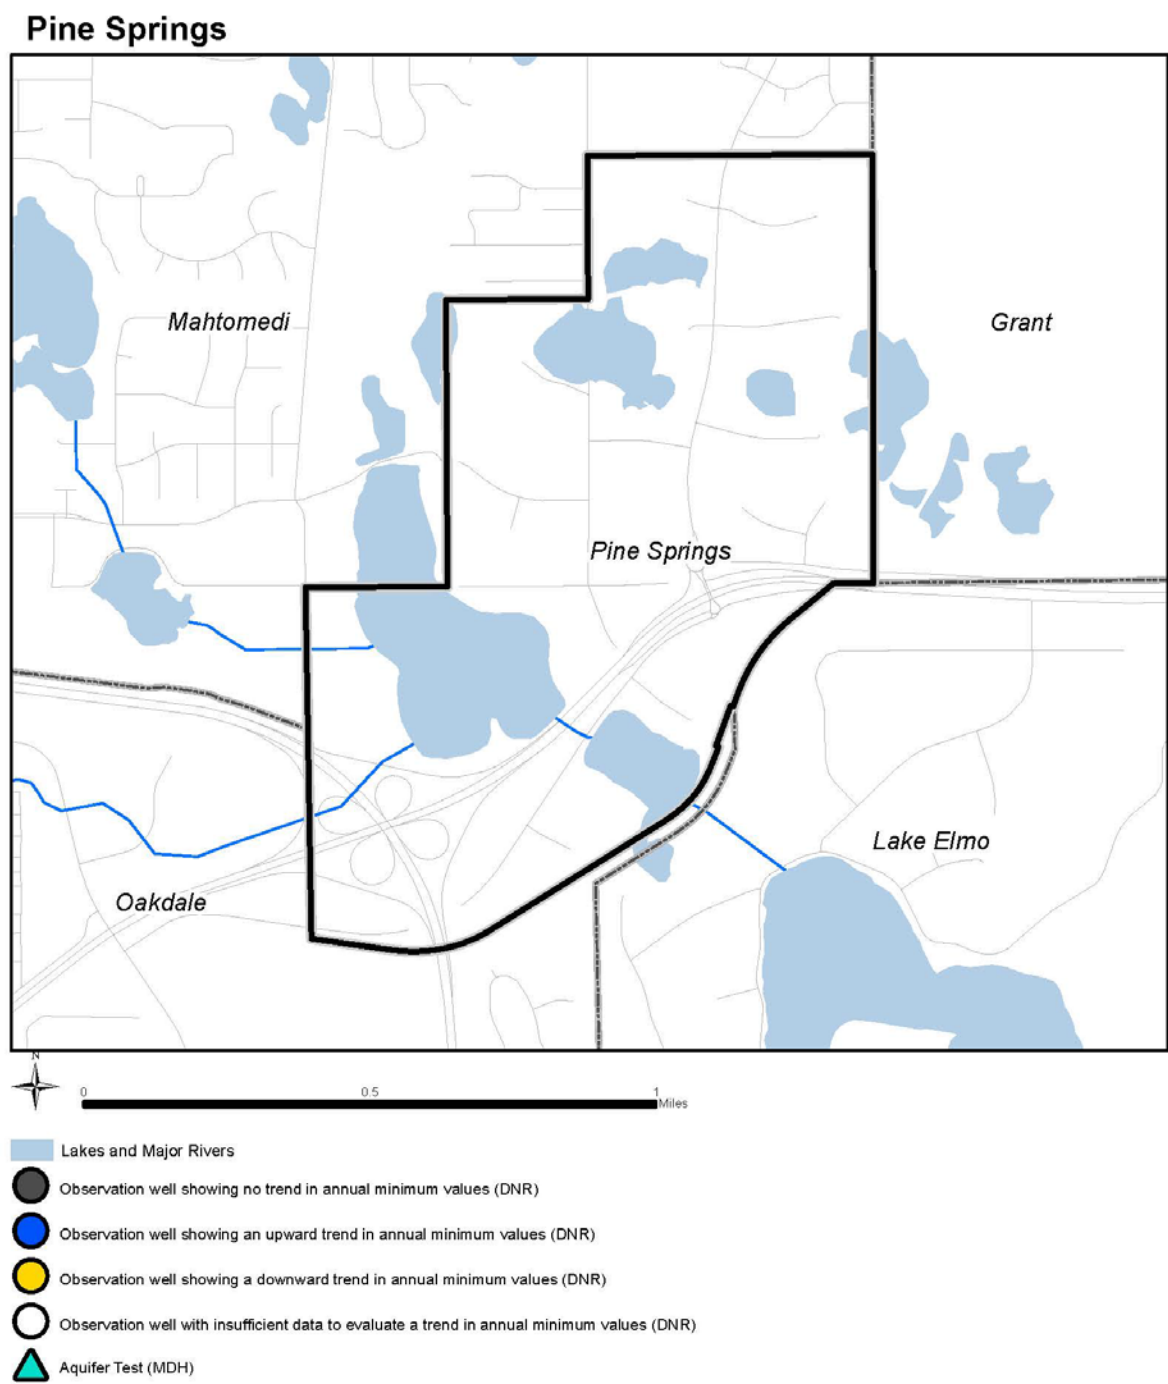 Pine Springs
Mahtomedi
Grant
Pine Springs
Lake Elmo
Oakdale
N
0 0.5 1
Miles
Lakes and Major Rivers
Observation well showing no trend in annual minimum values (DNR)
Observation well showing an upward trend in annual minimum values (DNR)
Observation well showing a downward trend in annual minimum values (DNR)
Observation well with insufficient data to evaluate a trend in annual minimum values (DNR)
Aquifer Test (MDH)